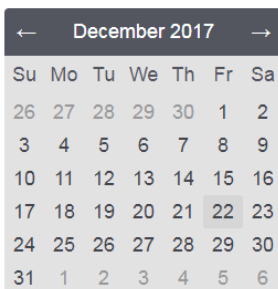 ← December 2017 →
Su Mo Tu We Th Fr Sa
26 27 28 29 30 1 2
3 4 5 6 7 8 9
10 11 12 13 14 15 16
17 18 19 20 21 22 23
24 25 26 27 28 29 30
31 1 2 3 4 5 6